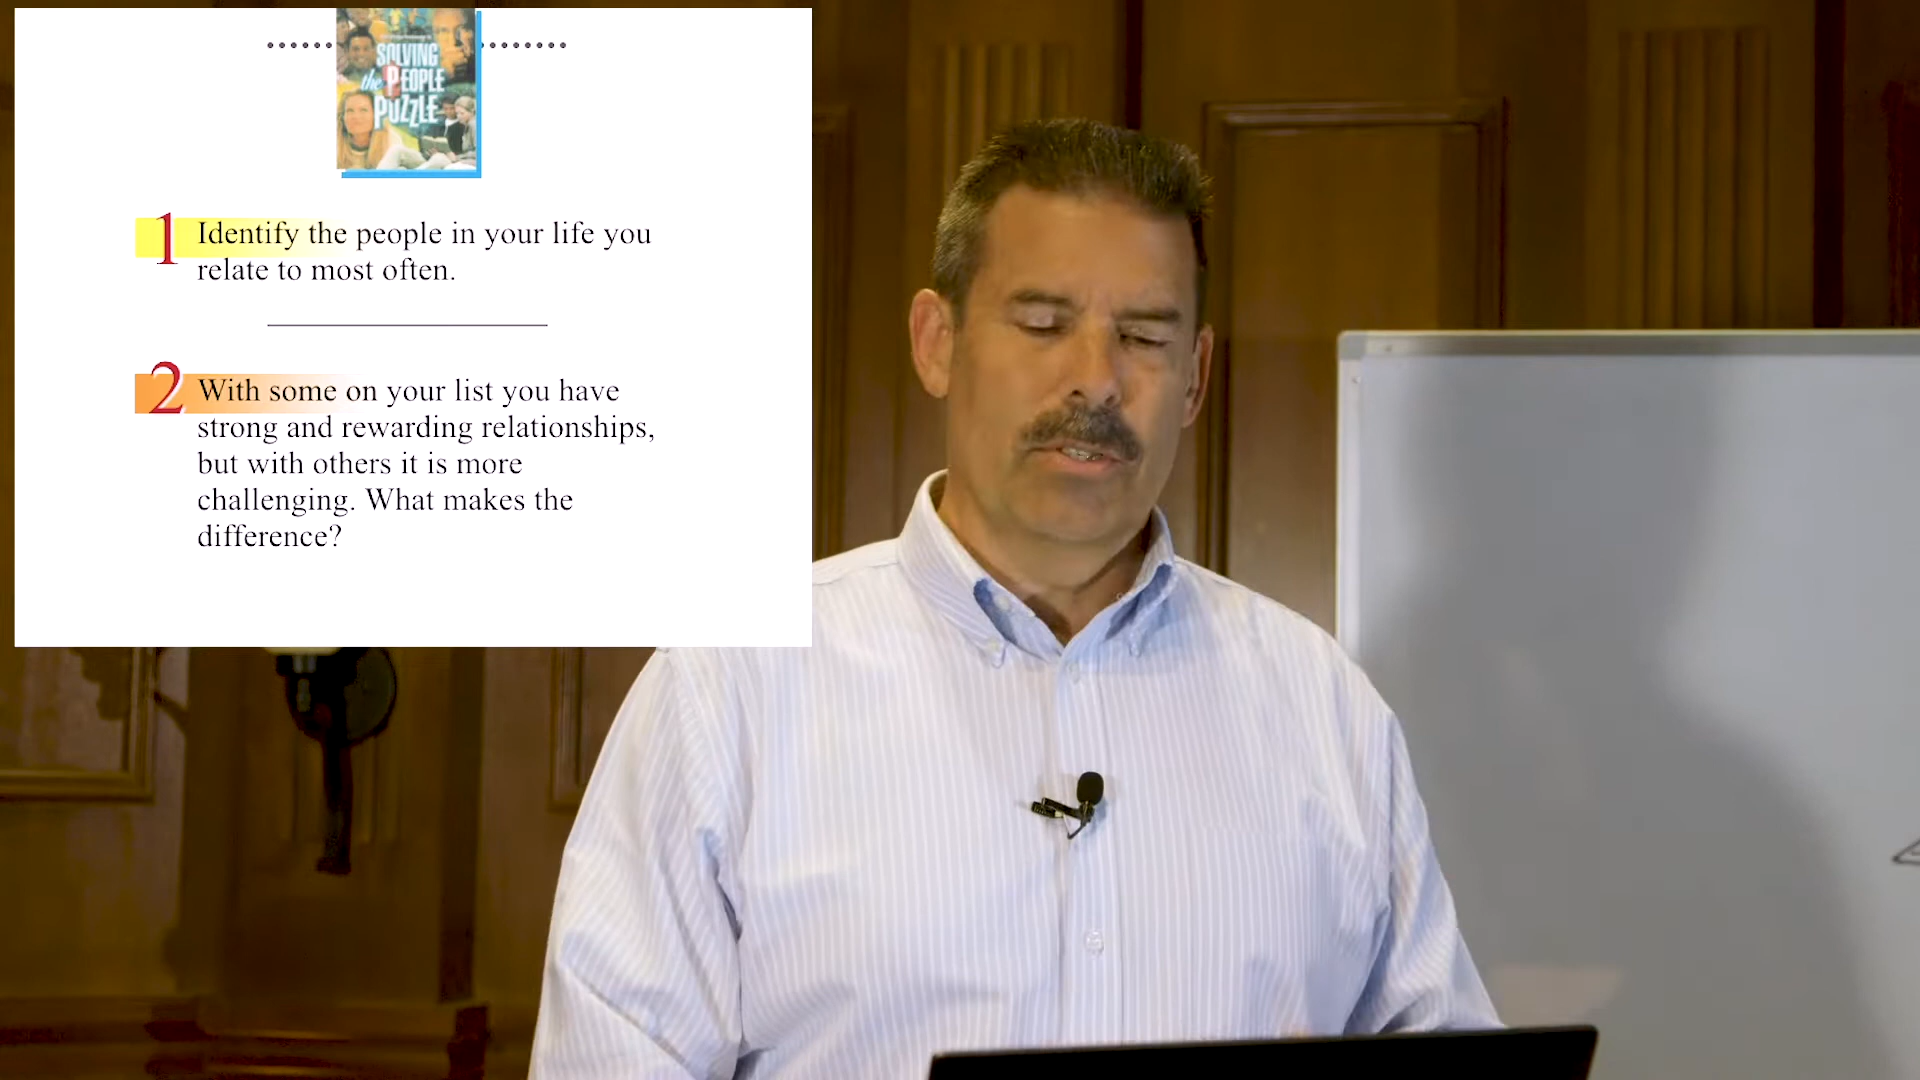 SOLVING
the PEOPLE
PUZZLE
1 Identify the people in your life you
relate to most often.
2 With some on your list you have
strong and rewarding relationships,
but with others it is more
challenging. What makes the
difference?